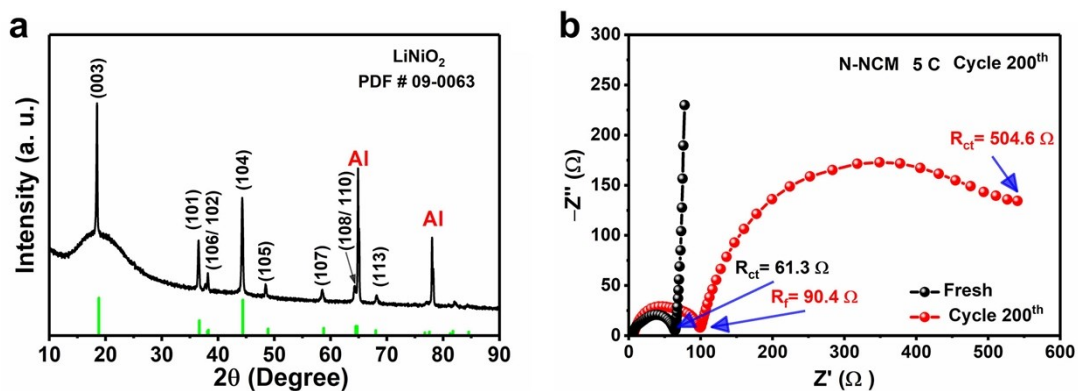 a
LiNiO₂
PDF # 09-0063
(003)
(101)
(106/ 102)
(104)
(105)
(107)
(108/ 110)
Al
(113)
Al
Intensity (a. u.)
10 20 30 40 50 60 70 80 90
2θ (Degree)
b
N-NCM 5 C Cycle 200th
Rct= 504.6 Ω
Rct= 61.3 Ω
Rf= 90.4 Ω
Fresh
Cycle 200th
−Z'' (Ω)
300
250
200
150
100
50
0
0 100 200 300 400 500 600
Z' (Ω)